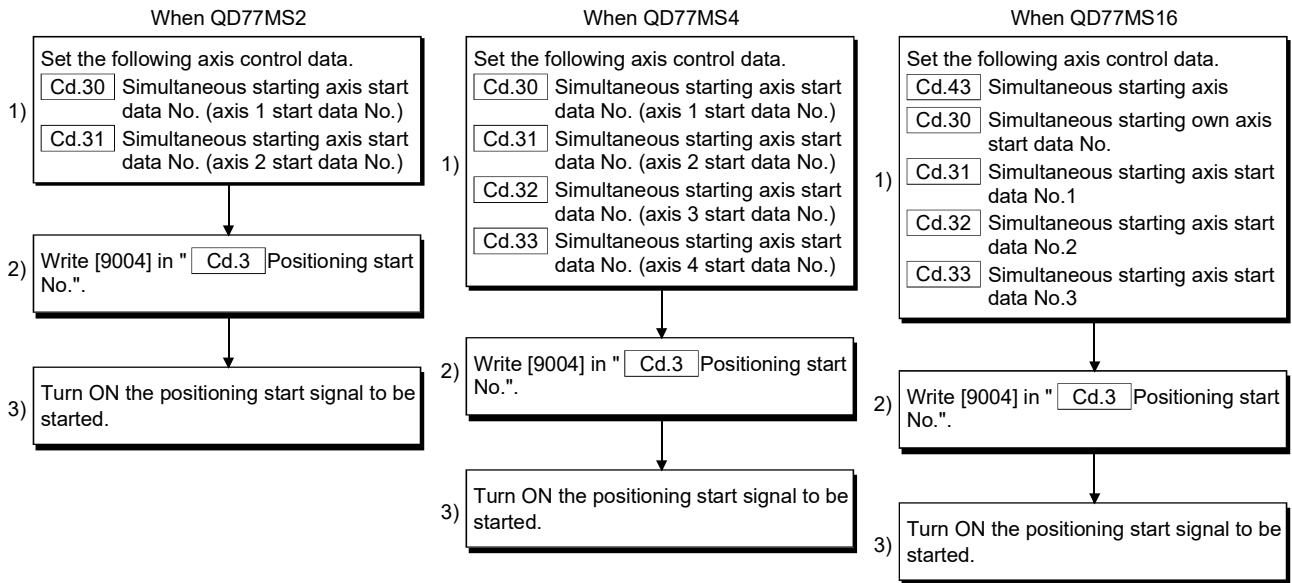 When QD77MS2
Set the following axis control data.
Cd.30 Simultaneous starting axis start
data No. (axis 1 start data No.)
1)
Cd.31 Simultaneous starting axis start
data No. (axis 2 start data No.)
2)
Write [9004] in " Cd.3 Positioning start
No.".
3)
Turn ON the positioning start signal to be
started.
When QD77MS4
Set the following axis control data.
Cd.30 Simultaneous starting axis start
data No. (axis 1 start data No.)
Cd.31 Simultaneous starting axis start
data No. (axis 2 start data No.)
1)
Cd.32 Simultaneous starting axis start
data No. (axis 3 start data No.)
Cd.33 Simultaneous starting axis start
data No. (axis 4 start data No.)
2)
Write [9004] in " Cd.3 Positioning start
No.".
3)
Turn ON the positioning start signal to be
started.
When QD77MS16
Set the following axis control data.
Cd.43 Simultaneous starting axis
Cd.30 Simultaneous starting own axis
start data No.
1)
Cd.31 Simultaneous starting axis start
data No.1
Cd.32 Simultaneous starting axis start
data No.2
Cd.33 Simultaneous starting axis start
data No.3
2)
Write [9004] in " Cd.3 Positioning start
No.".
3)
Turn ON the positioning start signal to be
started.